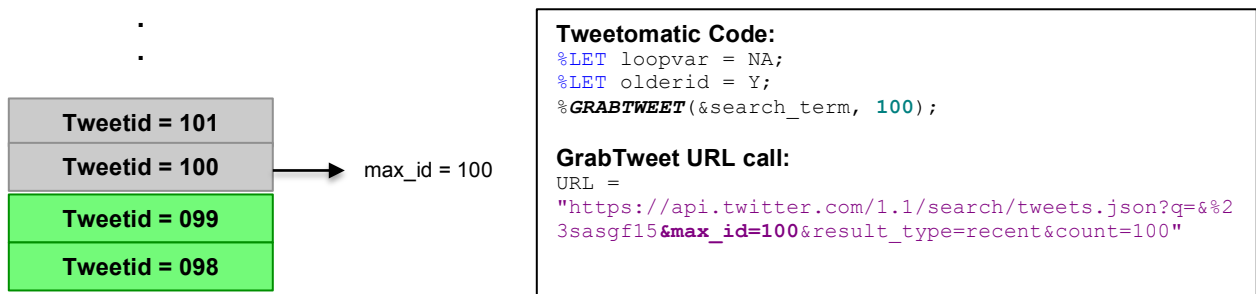 .
.
Tweetid = 101
Tweetid = 100
max_id = 100
Tweetid = 099
Tweetid = 098
Tweetomatic Code:
%LET loopvar = NA;
%LET olderid = Y;
%GRABTWEET(&search_term, 100);
GrabTweet URL call:
URL =
"https://api.twitter.com/1.1/search/tweets.json?q=&%2
3sasgf15&max_id=100&result_type=recent&count=100"